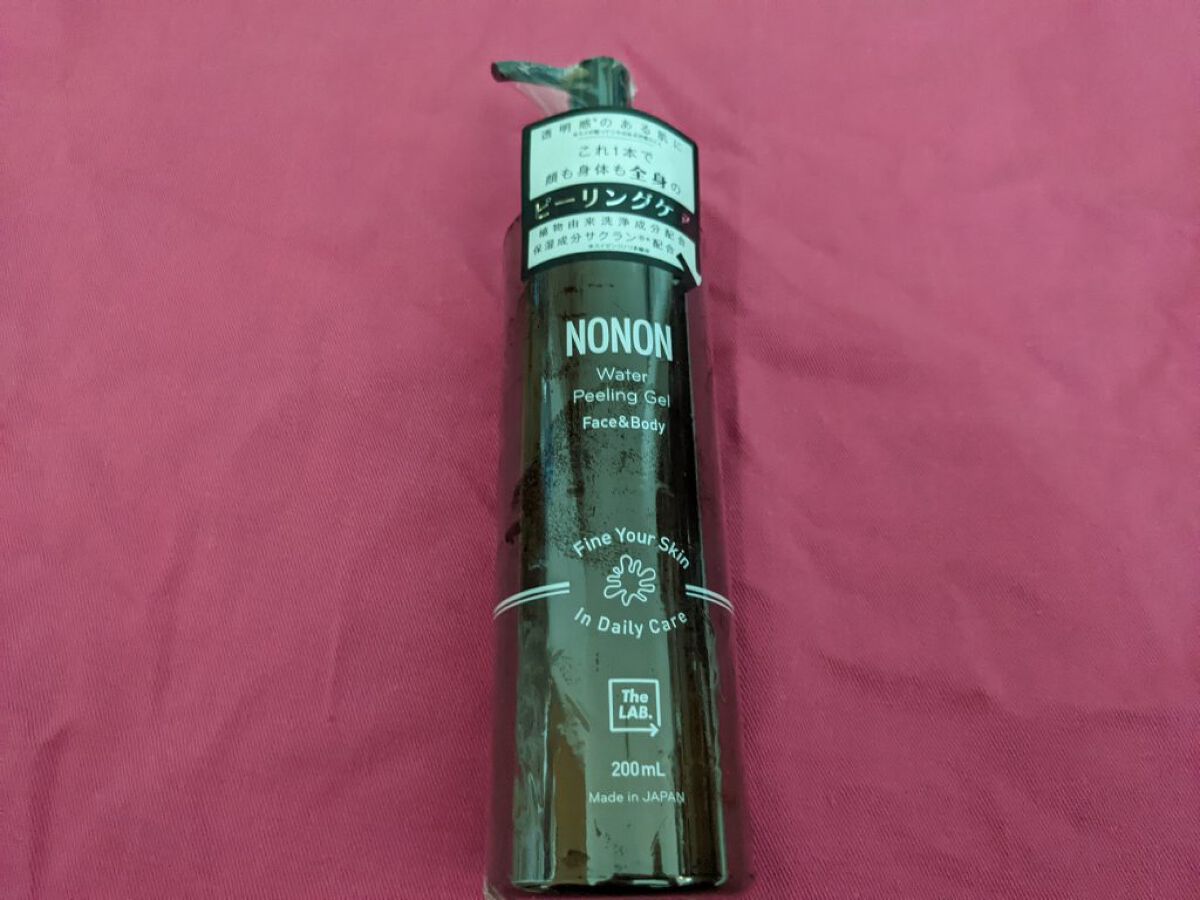 透明感*のある肌に
これ1本で
顔も身体も全身の
ピーリングケア
植物由来洗浄成分配合
保湿成分サクラン®*配合
NONON
Water
Peeling Gel
Face&Body
Fine Your Skin
In Daily Care
The
LAB.
200mL
Made in JAPAN